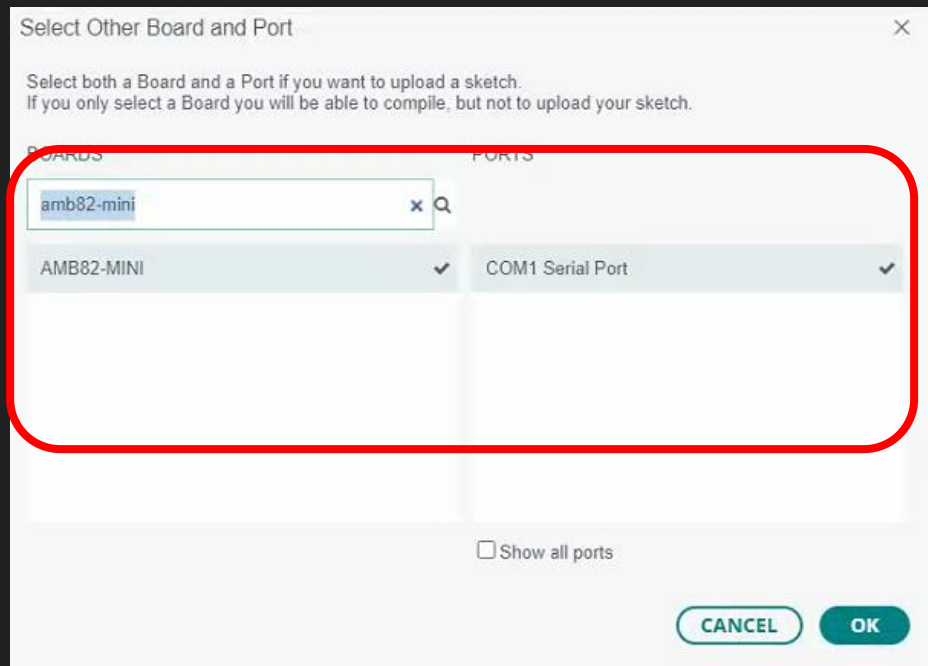 Select Other Board and Port
Select both a Board and a Port if you want to upload a sketch.
If you only select a Board you will be able to compile, but not to upload your sketch.
BOARDS
PORTS
amb82-mini
AMB82-MINI
COM1 Serial Port
Show all ports
CANCEL
OK